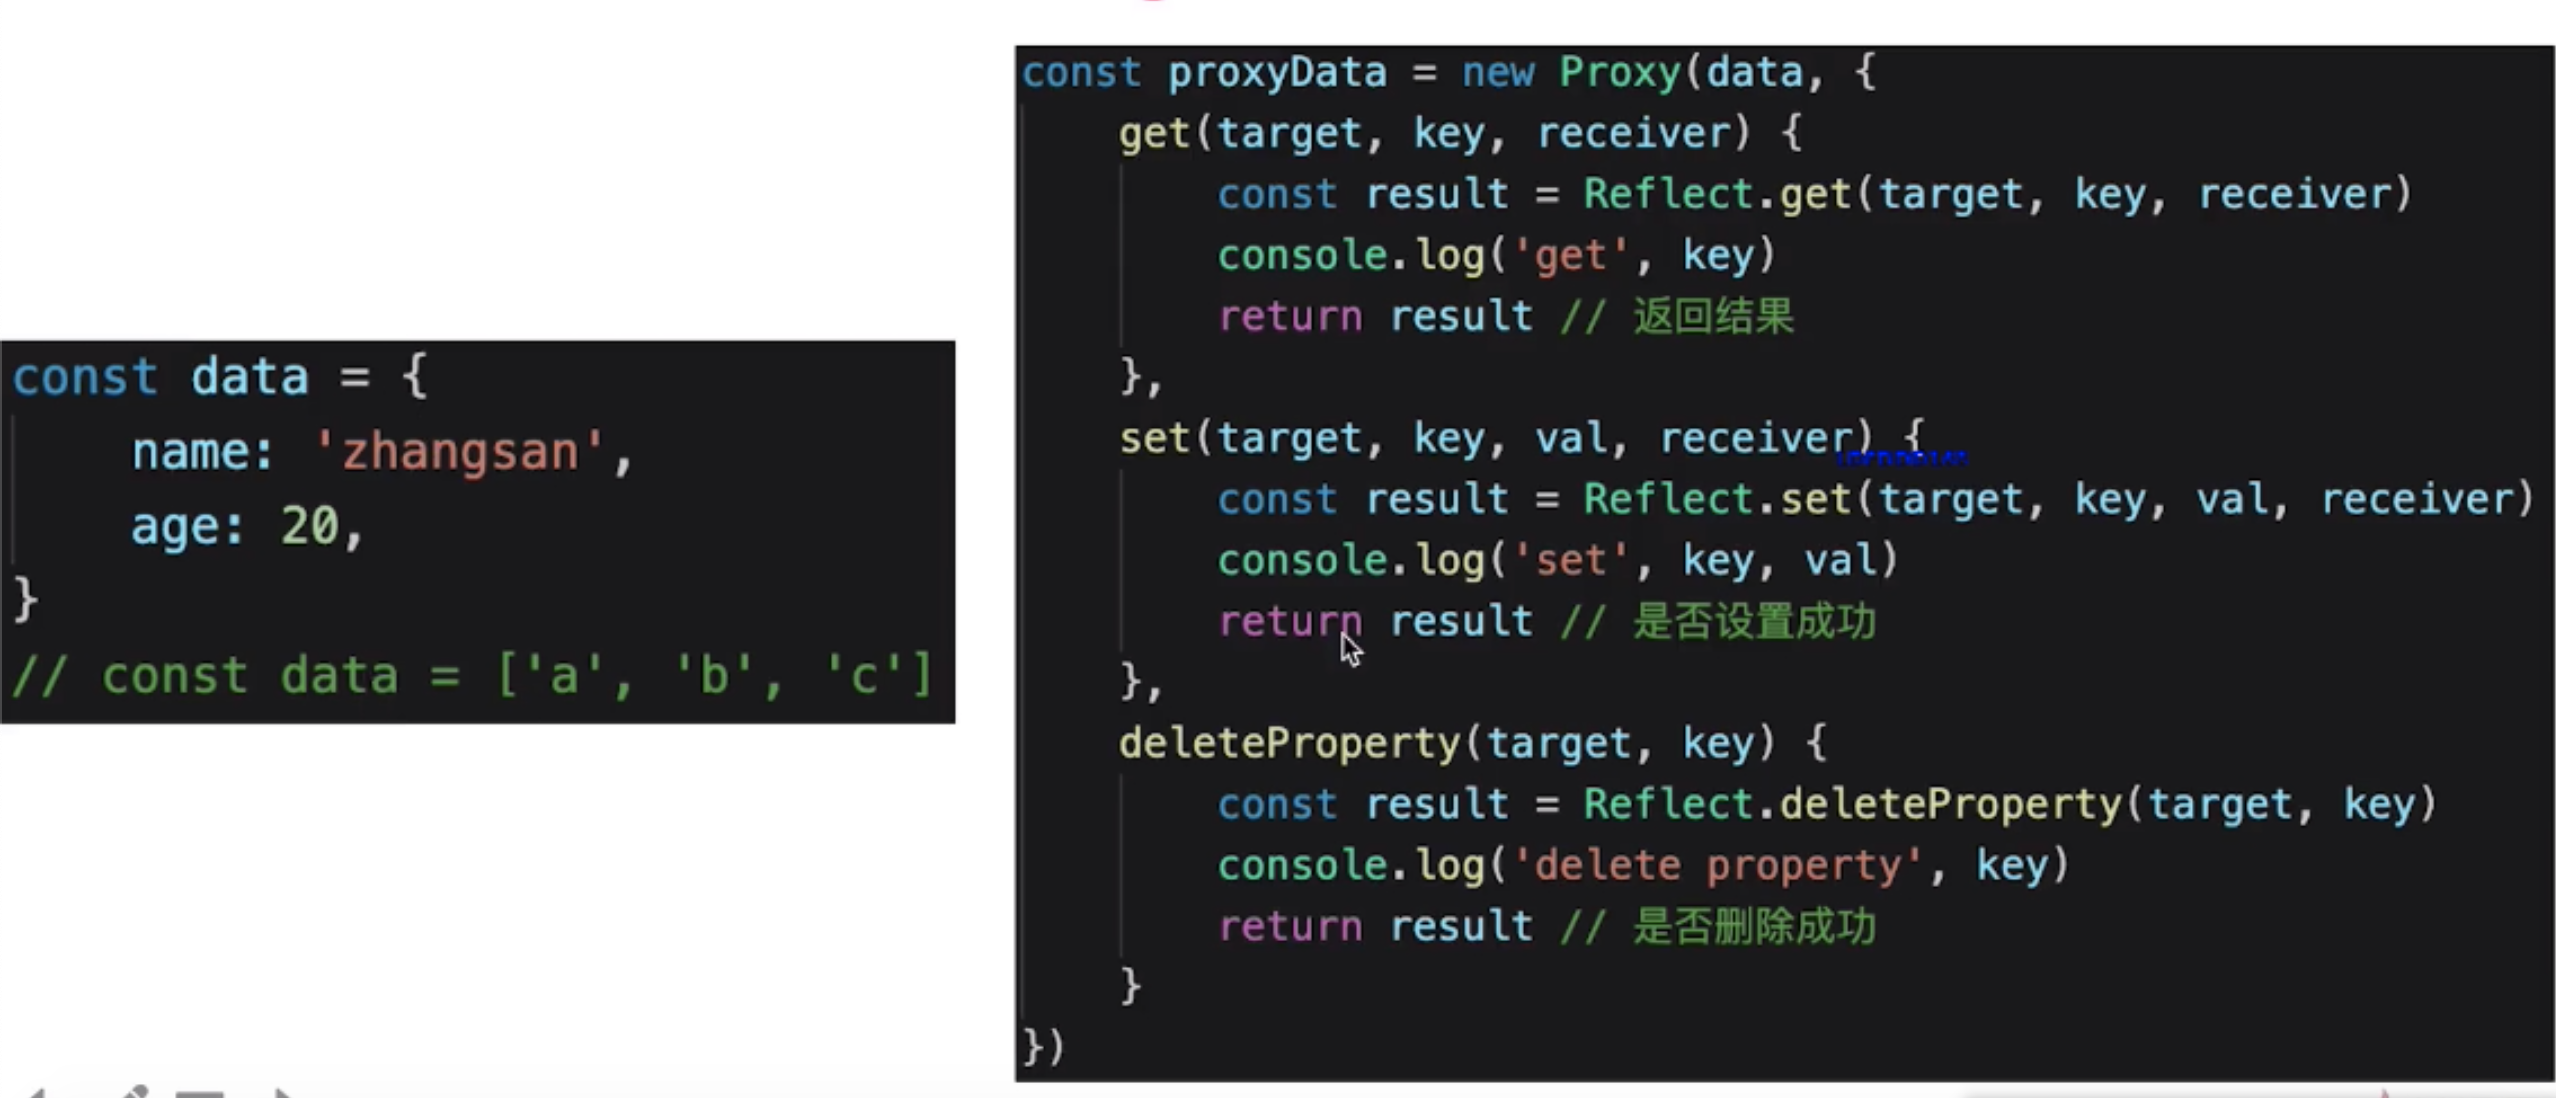 const data = {
    name: 'zhangsan',
    age: 20,
}
// const data = ['a', 'b', 'c']
const proxyData = new Proxy(data, {
    get(target, key, receiver) {
        const result = Reflect.get(target, key, receiver)
        console.log('get', key)
        return result // 返回结果
    },
    set(target, key, val, receiver) {
        const result = Reflect.set(target, key, val, receiver)
        console.log('set', key, val)
        return result // 是否设置成功
    },
    deleteProperty(target, key) {
        const result = Reflect.deleteProperty(target, key)
        console.log('delete property', key)
        return result // 是否删除成功
    }
})